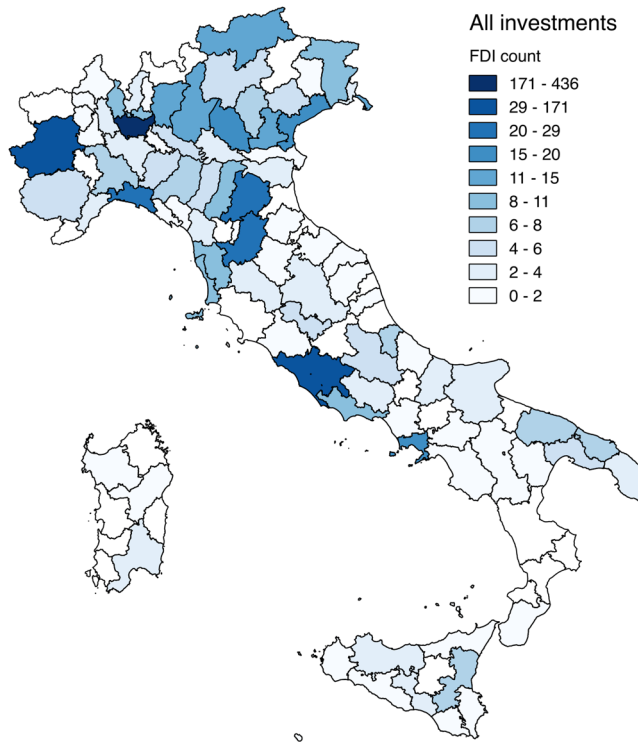 All investments
FDI count
171 - 436
29 - 171
20 - 29
15 - 20
11 - 15
8 - 11
6 - 8
4 - 6
2 - 4
0 - 2